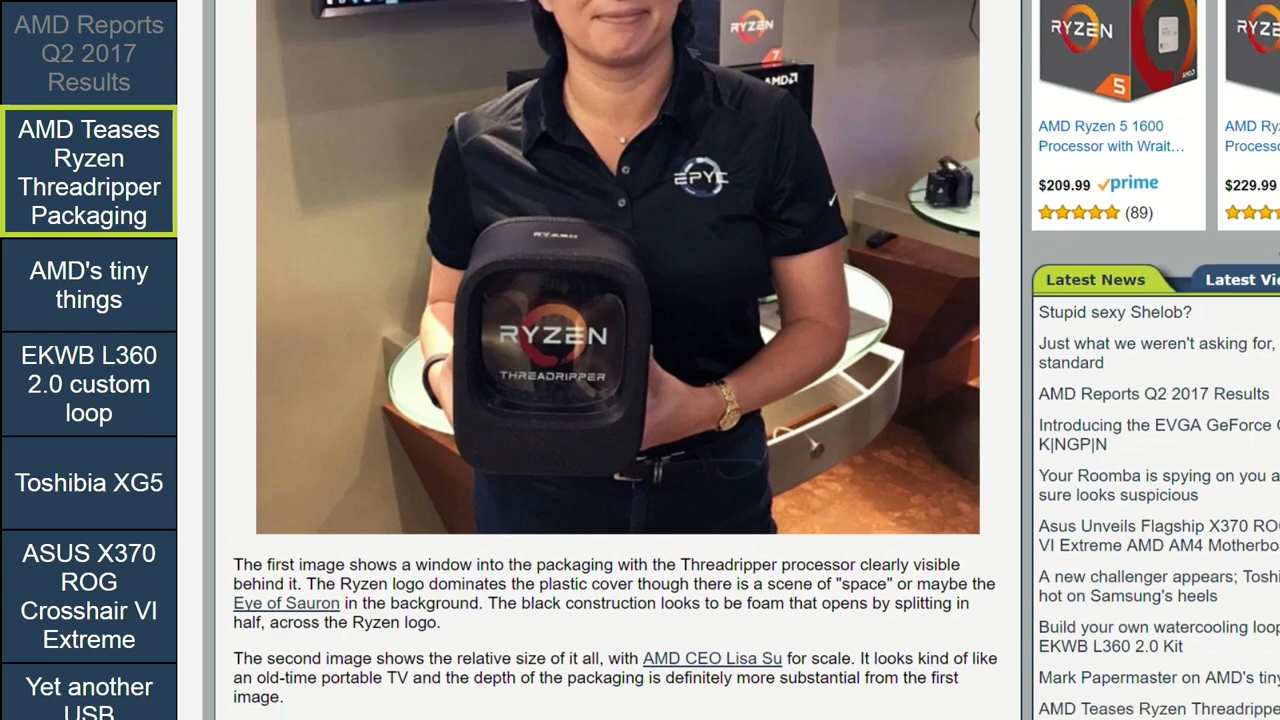 AMD Reports
Q2 2017
Results
AMD Teases
Ryzen
Threadripper
Packaging
AMD's tiny
things
EKWB L360
2.0 custom
loop
Toshibia XG5
ASUS X370
ROG
Crosshair VI
Extreme
Yet another
USB
RYZEN
7
AMD
EPYC
RYZEN
RYZEN
THREADRIPPER
The first image shows a window into the packaging with the Threadripper processor clearly visible
behind it. The Ryzen logo dominates the plastic cover though there is a scene of "space" or maybe the
Eye of Sauron in the background. The black construction looks to be foam that opens by splitting in
half, across the Ryzen logo.
The second image shows the relative size of it all, with AMD CEO Lisa Su for scale. It looks kind of like
an old-time portable TV and the depth of the packaging is definitely more substantial from the first
image.
RYZEN
5
AMD
AMD Ryzen 5 1600
Processor with Wrait…
$209.99 prime
(89)
$229.99
Latest News
Stupid sexy Shelob?
Just what we weren't asking for,
standard
AMD Reports Q2 2017 Results
Introducing the EVGA GeForce
K|NGP|N
Your Roomba is spying on you a
sure looks suspicious
Asus Unveils Flagship X370 ROG
VI Extreme AMD AM4 Motherbo
A new challenger appears; Toshi
hot on Samsung's heels
Build your own watercooling loop
EKWB L360 2.0 Kit
Mark Papermaster on AMD's tiny
AMD Teases Ryzen Threadripper